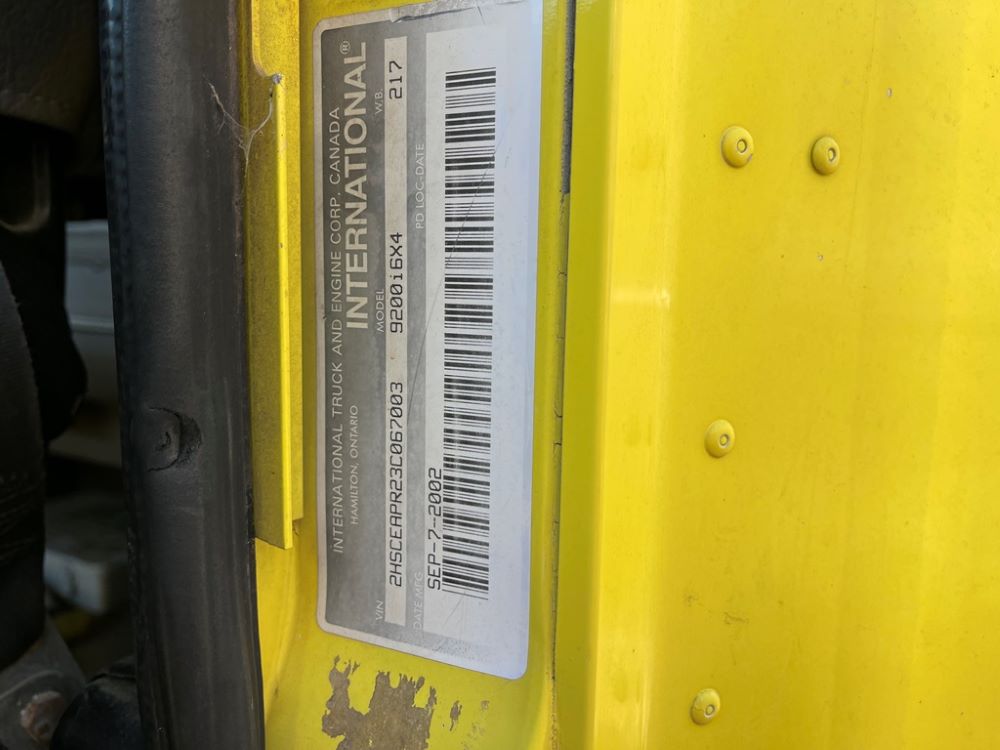 INTERNATIONAL TRUCK AND ENGINE CORP. CANADA
HAMILTON, ONTARIO INTERNATIONAL®
VIN MODEL W.B.
2HSCEAPR23C067003 9200i6X4 217
DATE MFG PD LOC-DATE
SEP-7-2002